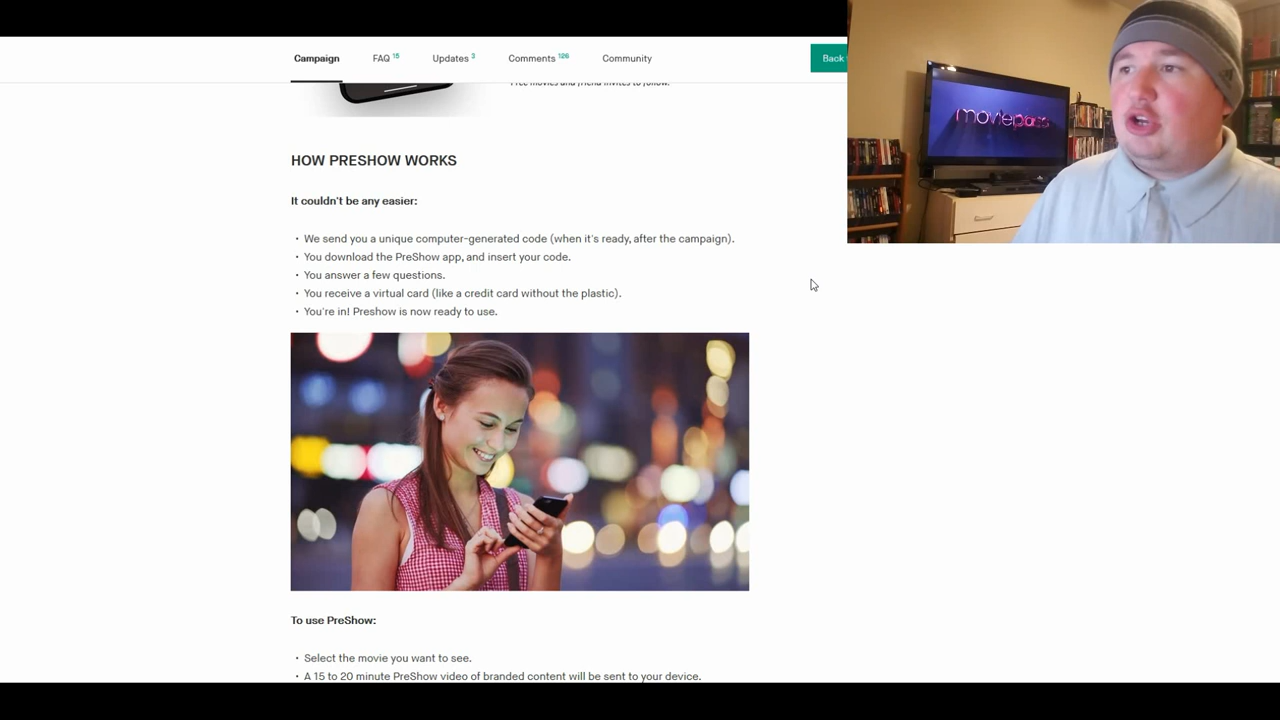 Campaign
FAQ 15
Updates 3
Comments 126
Community
Back
moviepass
HOW PRESHOW WORKS
It couldn't be any easier:
• We send you a unique computer-generated code (when it's ready, after the campaign).
• You download the PreShow app, and insert your code.
• You answer a few questions.
• You receive a virtual card (like a credit card without the plastic).
• You're in! Preshow is now ready to use.
To use PreShow:
• Select the movie you want to see.
• A 15 to 20 minute PreShow video of branded content will be sent to your device.